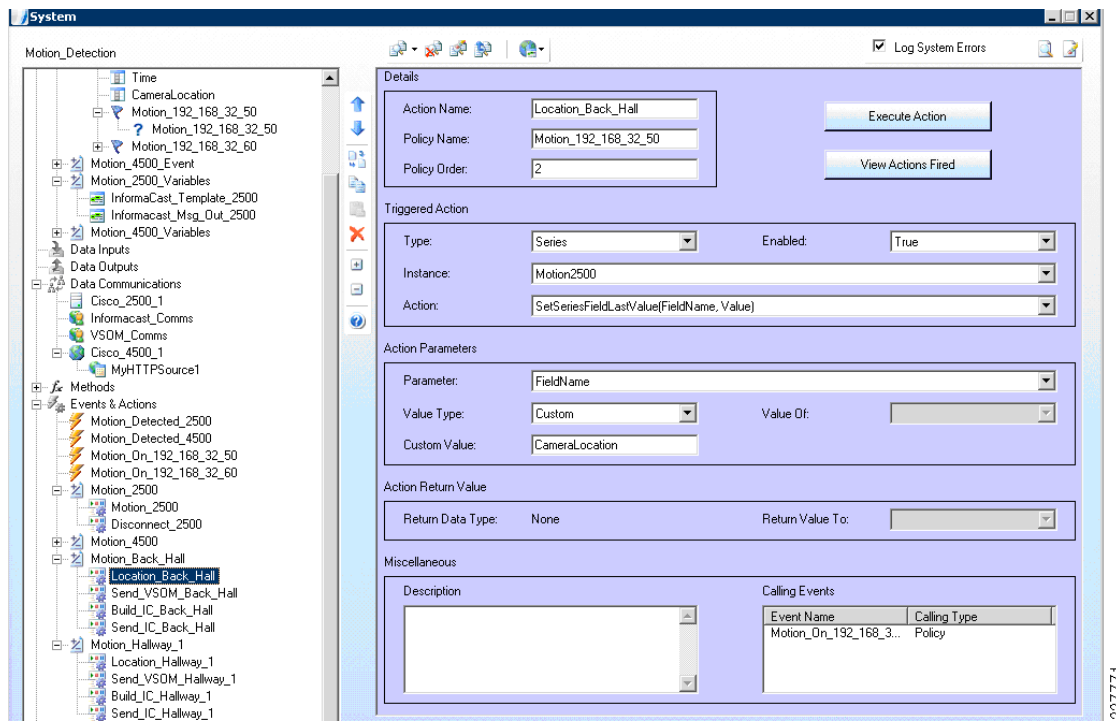 System
Motion_Detection
Log System Errors
Time
CameraLocation
Motion_192_168_32_50
? Motion_192_168_32_50
Motion_192_168_32_60
Motion_4500_Event
Motion_2500_Variables
InformaCast_Template_2500
Informacast_Msg_Out_2500
Motion_4500_Variables
Data Inputs
Data Outputs
Data Communications
Cisco_2500_1
Informacast_Comms
VSOM_Comms
Cisco_4500_1
MyHTTPSource1
fx Methods
Events & Actions
Motion_Detected_2500
Motion_Detected_4500
Motion_On_192_168_32_50
Motion_On_192_168_32_60
Motion_2500
Motion_2500
Disconnect_2500
Motion_4500
Motion_Back_Hall
Location_Back_Hall
Send_VSOM_Back_Hall
Build_IC_Back_Hall
Send_IC_Back_Hall
Motion_Hallway_1
Location_Hallway_1
Send_VSOM_Hallway_1
Build_IC_Hallway_1
Send_IC_Hallway_1
Details
Action Name: Location_Back_Hall
Policy Name: Motion_192_168_32_50
Policy Order: 2
Execute Action
View Actions Fired
Triggered Action
Type: Series Enabled: True
Instance: Motion2500
Action: SetSeriesFieldLastValue(FieldName, Value)
Action Parameters
Parameter: FieldName
Value Type: Custom Value Of:
Custom Value: CameraLocation
Action Return Value
Return Data Type: None Return Value To:
Miscellaneous
Description
Calling Events
Event Name Calling Type
Motion_On_192_168_3... Policy